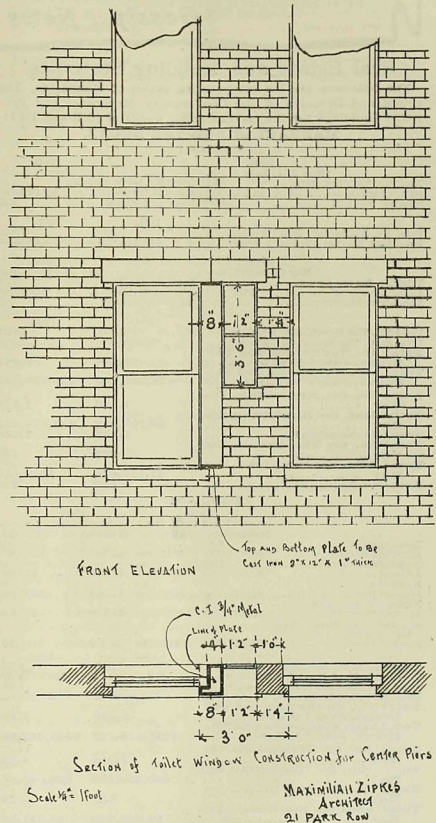 8"
1' 2"
3' 6"
Top and Bottom Plate To Be
Cast Iron 8" x 12" x 1" Thick
FRONT ELEVATION
C-I 3/4" Metal
Line of Plate
1' 2"
1' 0"
8"
1' 2"
1' 4"
3' 0"
Section of Toilet Window Construction for Center Piers
Scale 1/4" = 1 foot
MAXIMILIAN ZIPKES
Architect
21 PARK ROW